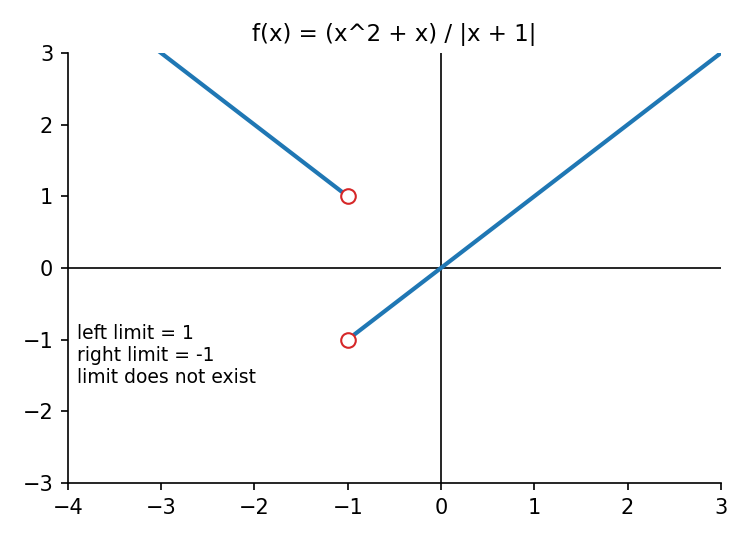 f(x) = (x^2 + x) / |x + 1|
3
2
1
0
−1
−2
−3
left limit = 1
right limit = -1
limit does not exist
−4 −3 −2 −1 0 1 2 3